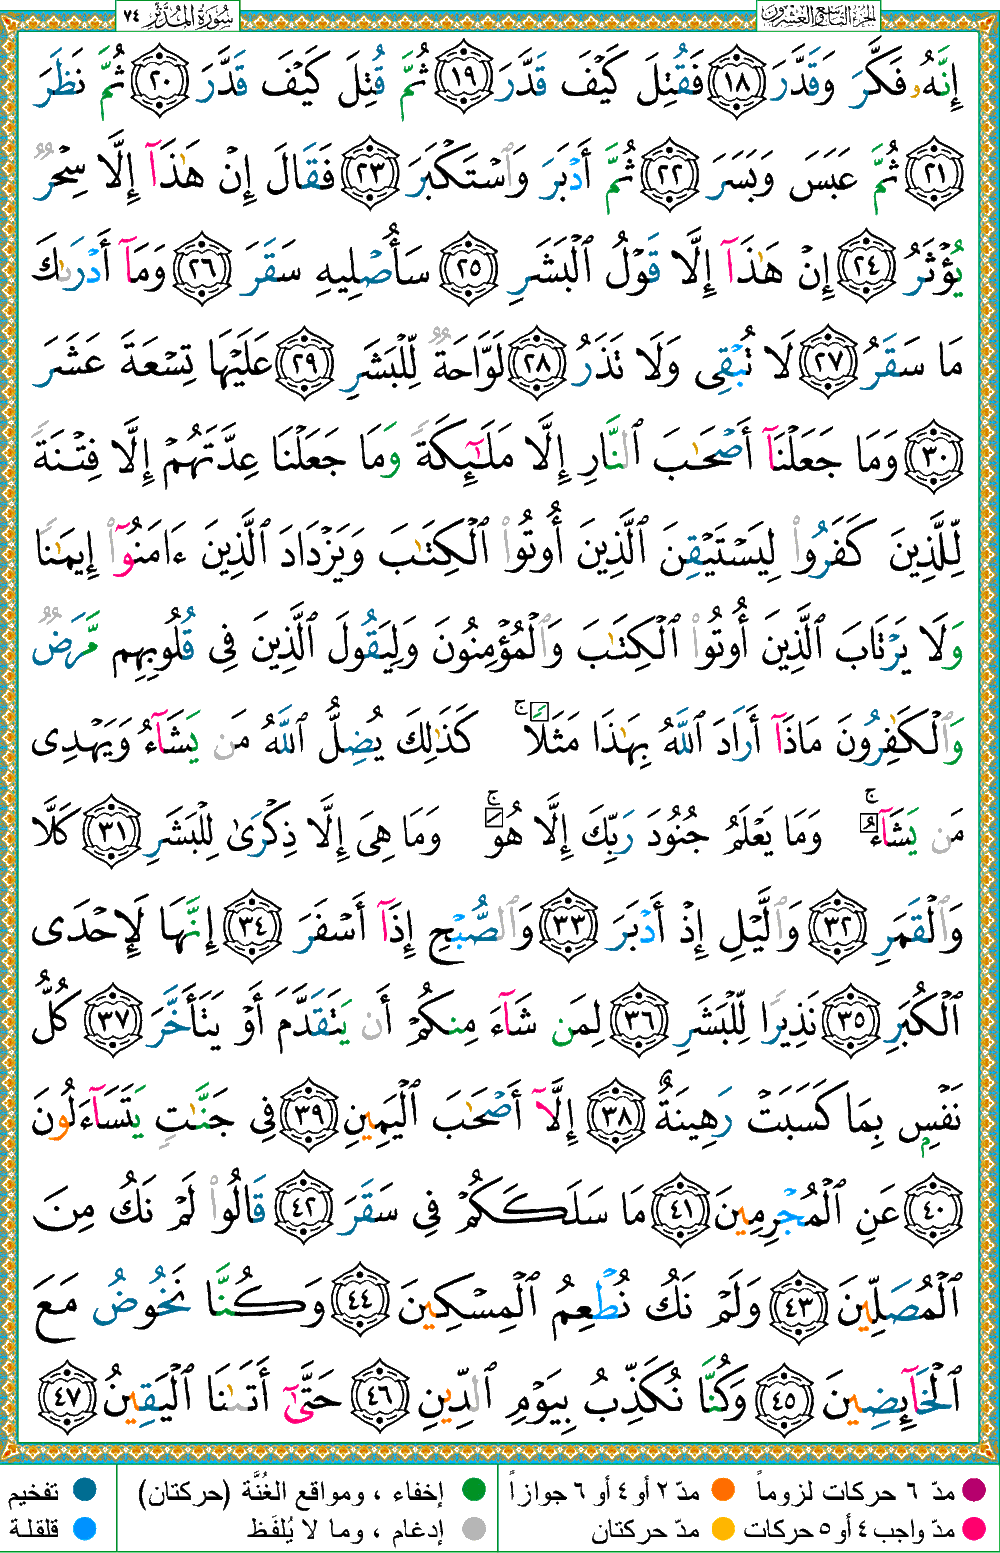 الجزء التاسع والعشرون
سُورَةُ المُدَّثِّر ٧٤
إِنَّهُۥ فَكَّرَ وَقَدَّرَ ١٨ فَقُتِلَ كَيْفَ قَدَّرَ ١٩ ثُمَّ قُتِلَ كَيْفَ قَدَّرَ ٢٠ ثُمَّ نَظَرَ
٢١ ثُمَّ عَبَسَ وَبَسَرَ ٢٢ ثُمَّ أَدْبَرَ وَٱسْتَكْبَرَ ٢٣ فَقَالَ إِنْ هَٰذَآ إِلَّا سِحْرٌ
يُؤْثَرُ ٢٤ إِنْ هَٰذَآ إِلَّا قَوْلُ ٱلْبَشَرِ ٢٥ سَأُصْلِيهِ سَقَرَ ٢٦ وَمَآ أَدْرَىٰكَ
مَا سَقَرُ ٢٧ لَا تُبْقِى وَلَا تَذَرُ ٢٨ لَوَّاحَةٌ لِّلْبَشَرِ ٢٩ عَلَيْهَا تِسْعَةَ عَشَرَ
٣٠ وَمَا جَعَلْنَآ أَصْحَٰبَ ٱلنَّارِ إِلَّا مَلَٰٓئِكَةً وَمَا جَعَلْنَا عِدَّتَهُمْ إِلَّا فِتْنَةً
لِّلَّذِينَ كَفَرُوا۟ لِيَسْتَيْقِنَ ٱلَّذِينَ أُوتُوا۟ ٱلْكِتَٰبَ وَيَزْدَادَ ٱلَّذِينَ ءَامَنُوٓا۟ إِيمَٰنًا
وَلَا يَرْتَابَ ٱلَّذِينَ أُوتُوا۟ ٱلْكِتَٰبَ وَٱلْمُؤْمِنُونَ وَلِيَقُولَ ٱلَّذِينَ فِى قُلُوبِهِم مَّرَضٌ
وَٱلْكَٰفِرُونَ مَاذَآ أَرَادَ ٱللَّهُ بِهَٰذَا مَثَلًا ۚ كَذَٰلِكَ يُضِلُّ ٱللَّهُ مَن يَشَآءُ وَيَهْدِى
مَن يَشَآءُ ۚ وَمَا يَعْلَمُ جُنُودَ رَبِّكَ إِلَّا هُوَ ۚ وَمَا هِىَ إِلَّا ذِكْرَىٰ لِلْبَشَرِ ٣١ كَلَّا
وَٱلْقَمَرِ ٣٢ وَٱلَّيْلِ إِذْ أَدْبَرَ ٣٣ وَٱلصُّبْحِ إِذَآ أَسْفَرَ ٣٤ إِنَّهَا لَإِحْدَى
ٱلْكُبَرِ ٣٥ نَذِيرًا لِّلْبَشَرِ ٣٦ لِمَن شَآءَ مِنكُمْ أَن يَتَقَدَّمَ أَوْ يَتَأَخَّرَ ٣٧ كُلُّ
نَفْسٍۭ بِمَا كَسَبَتْ رَهِينَةٌ ٣٨ إِلَّآ أَصْحَٰبَ ٱلْيَمِينِ ٣٩ فِى جَنَّٰتٍ يَتَسَآءَلُونَ
٤٠ عَنِ ٱلْمُجْرِمِينَ ٤١ مَا سَلَكَكُمْ فِى سَقَرَ ٤٢ قَالُوا۟ لَمْ نَكُ مِنَ
ٱلْمُصَلِّينَ ٤٣ وَلَمْ نَكُ نُطْعِمُ ٱلْمِسْكِينَ ٤٤ وَكُنَّا نَخُوضُ مَعَ
ٱلْخَآئِضِينَ ٤٥ وَكُنَّا نُكَذِّبُ بِيَوْمِ ٱلدِّينِ ٤٦ حَتَّىٰٓ أَتَىٰنَا ٱلْيَقِينُ ٤٧
مدّ ٦ حركات لزوماً مدّ ٢ أو ٤ أو ٦ جوازاً إخفاء ، ومواقع الغُنَّة (حركتان) تفخيم
مدّ واجب ٤ أو ٥ حركات مدّ حركتان إدغام ، وما لا يُلفَظ قلقلة